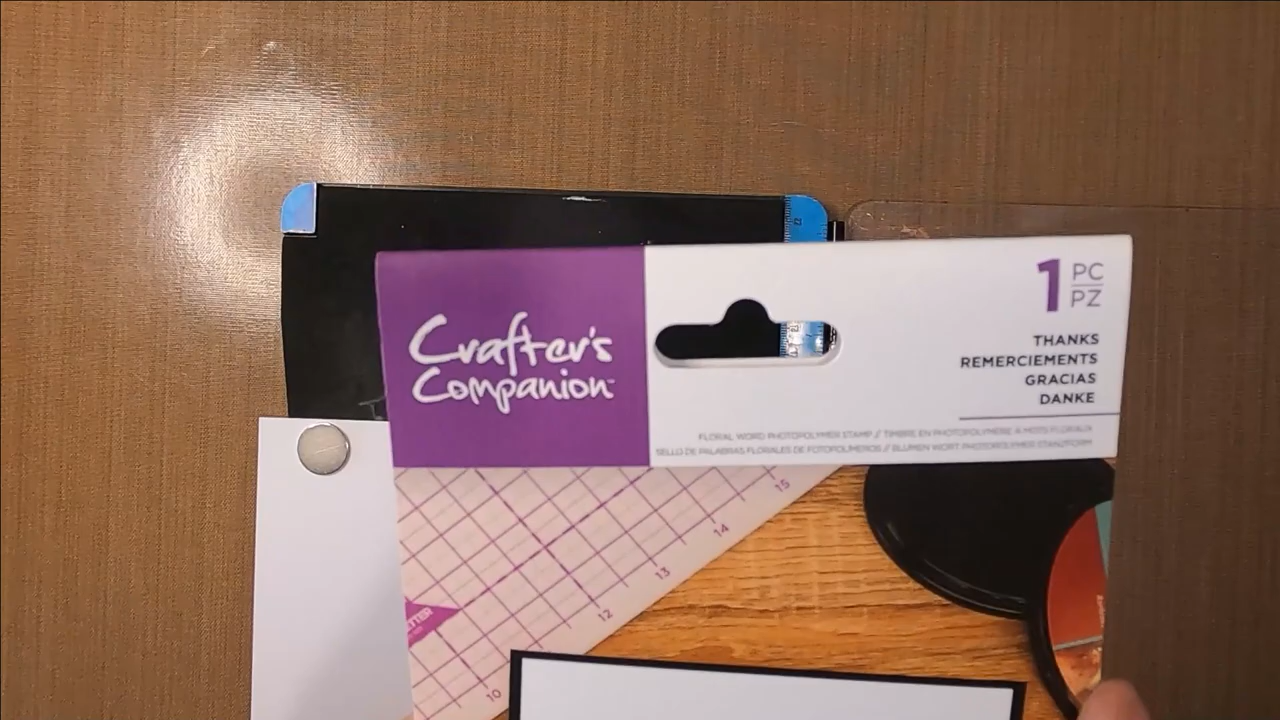 Crafter's
Companion
1 PC
PZ
THANKS
REMERCIEMENTS
GRACIAS
DANKE
FLORAL WORD PHOTOPOLYMER STAMP // TIMBRE EN PHOTOPOLYMÈRE À MOTS FLORAUX
SELLO DE PALABRAS FLORALES DE FOTOPOLÍMEROS // BLUMEN WORT PHOTOPOLYMER STANZFORM
15
14
13
12
10